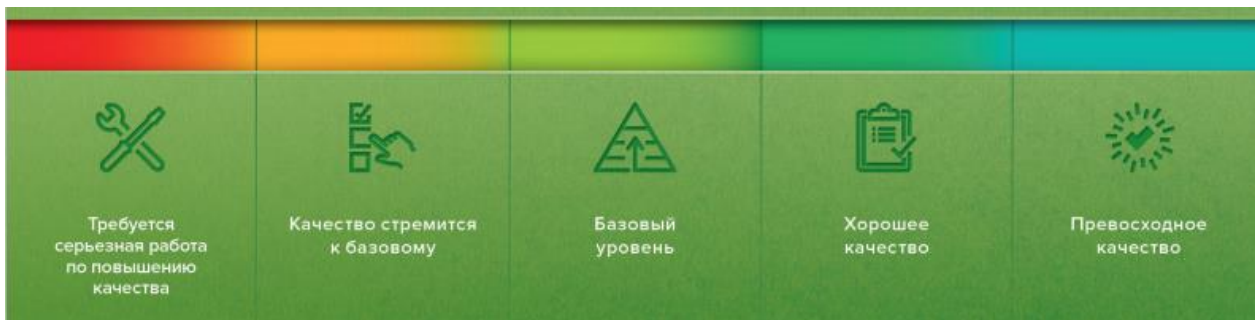 Требуется
серьезная работа
по повышению
качества
Качество стремится
к базовому
Базовый
уровень
Хорошее
качество
Превосходное
качество